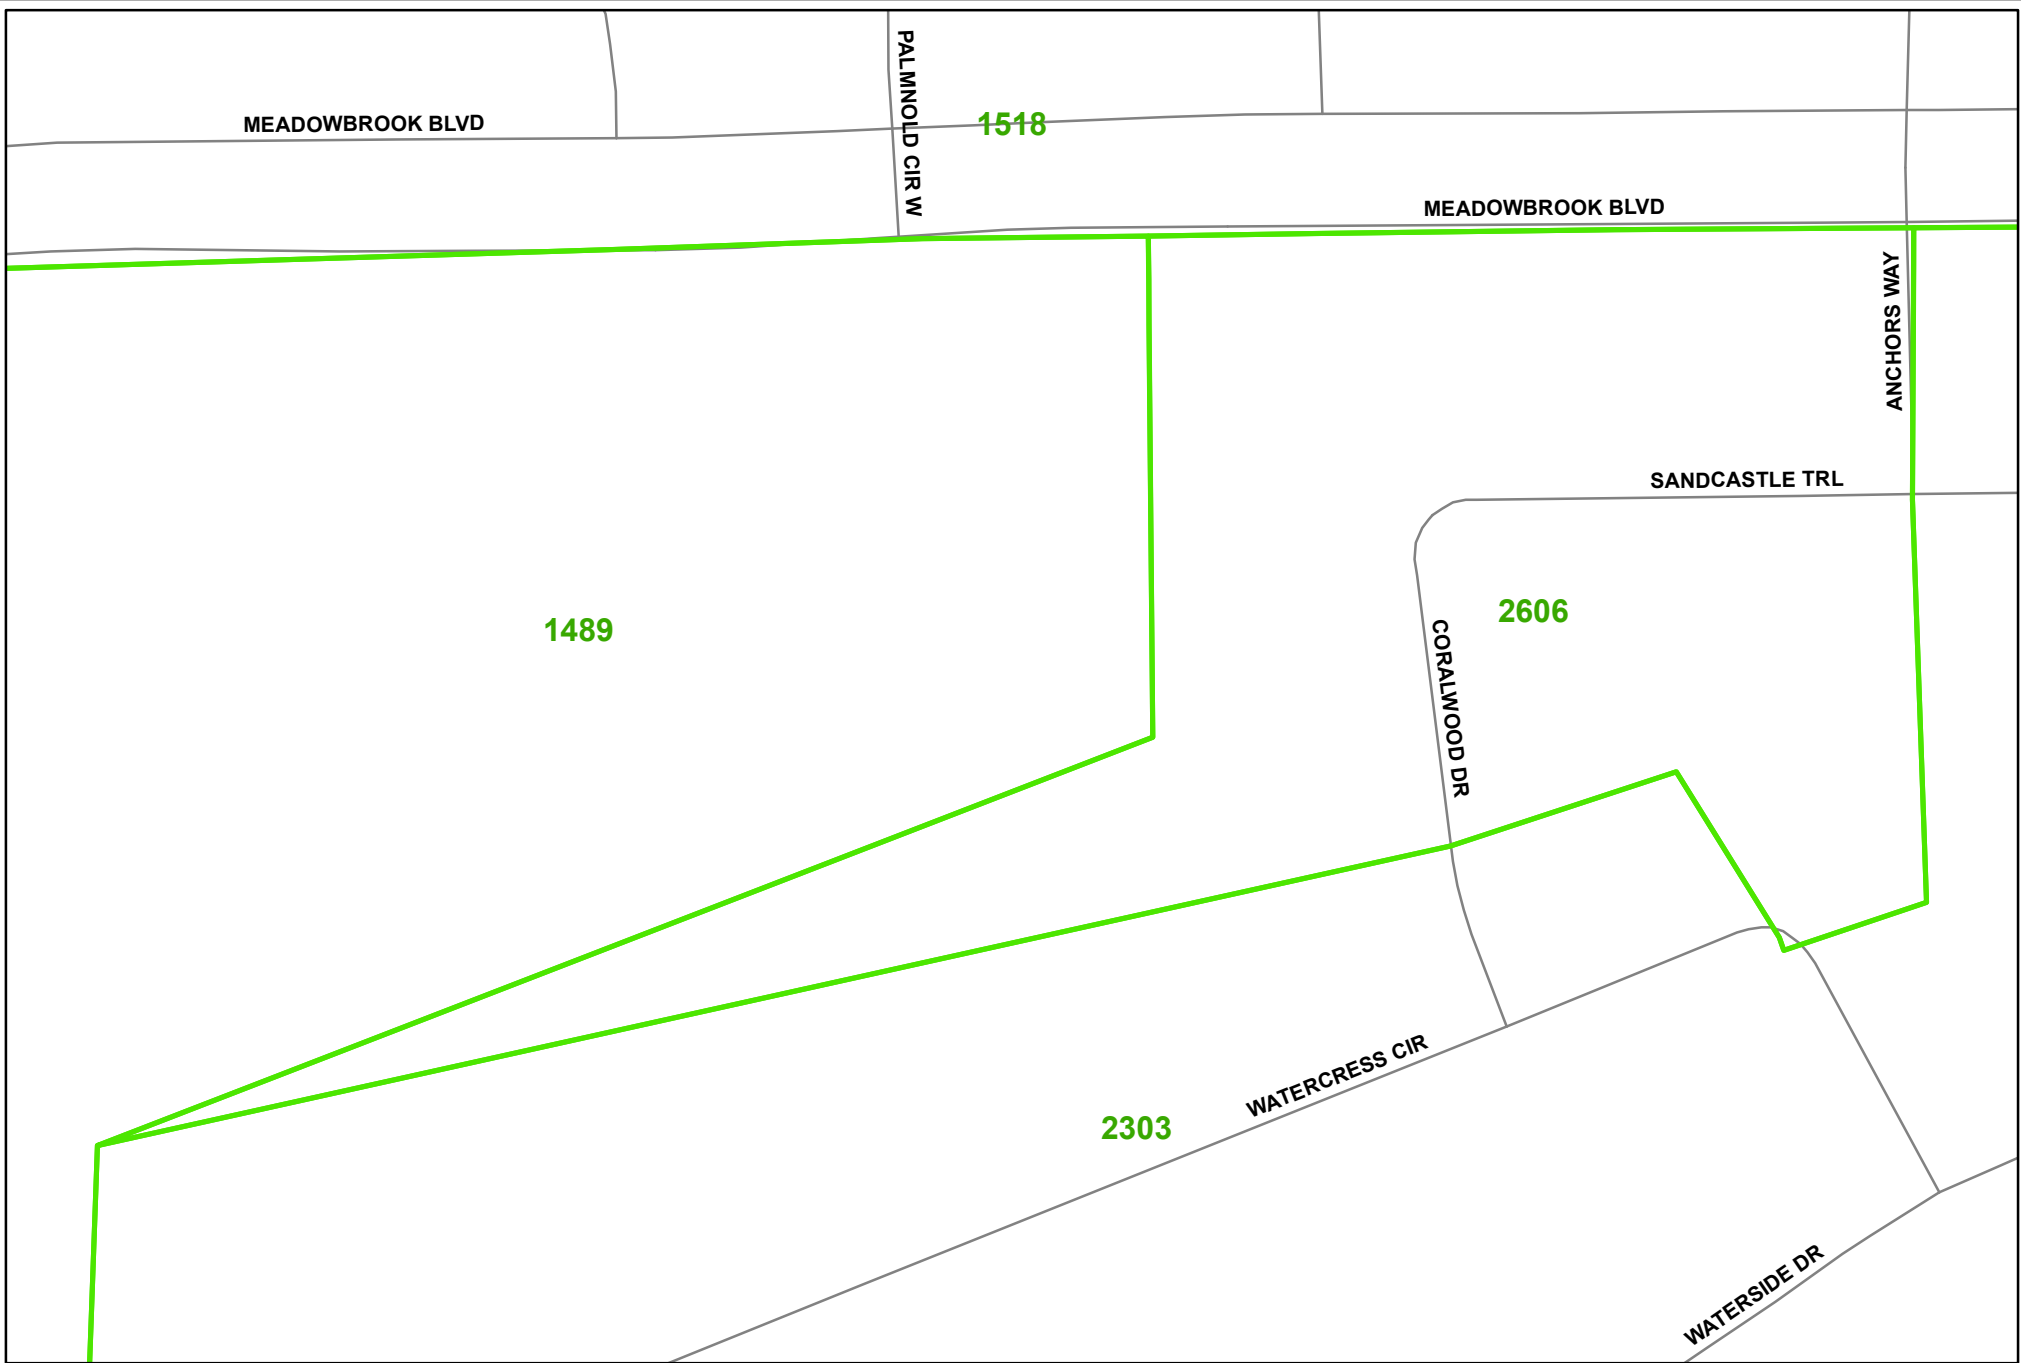 PALMNOLD CIR W
MEADOWBROOK BLVD
1518
MEADOWBROOK BLVD
ANCHORS WAY
SANDCASTLE TRL
2606
1489
CORALWOOD DR
WATERCRESS CIR
2303
WATERSIDE DR